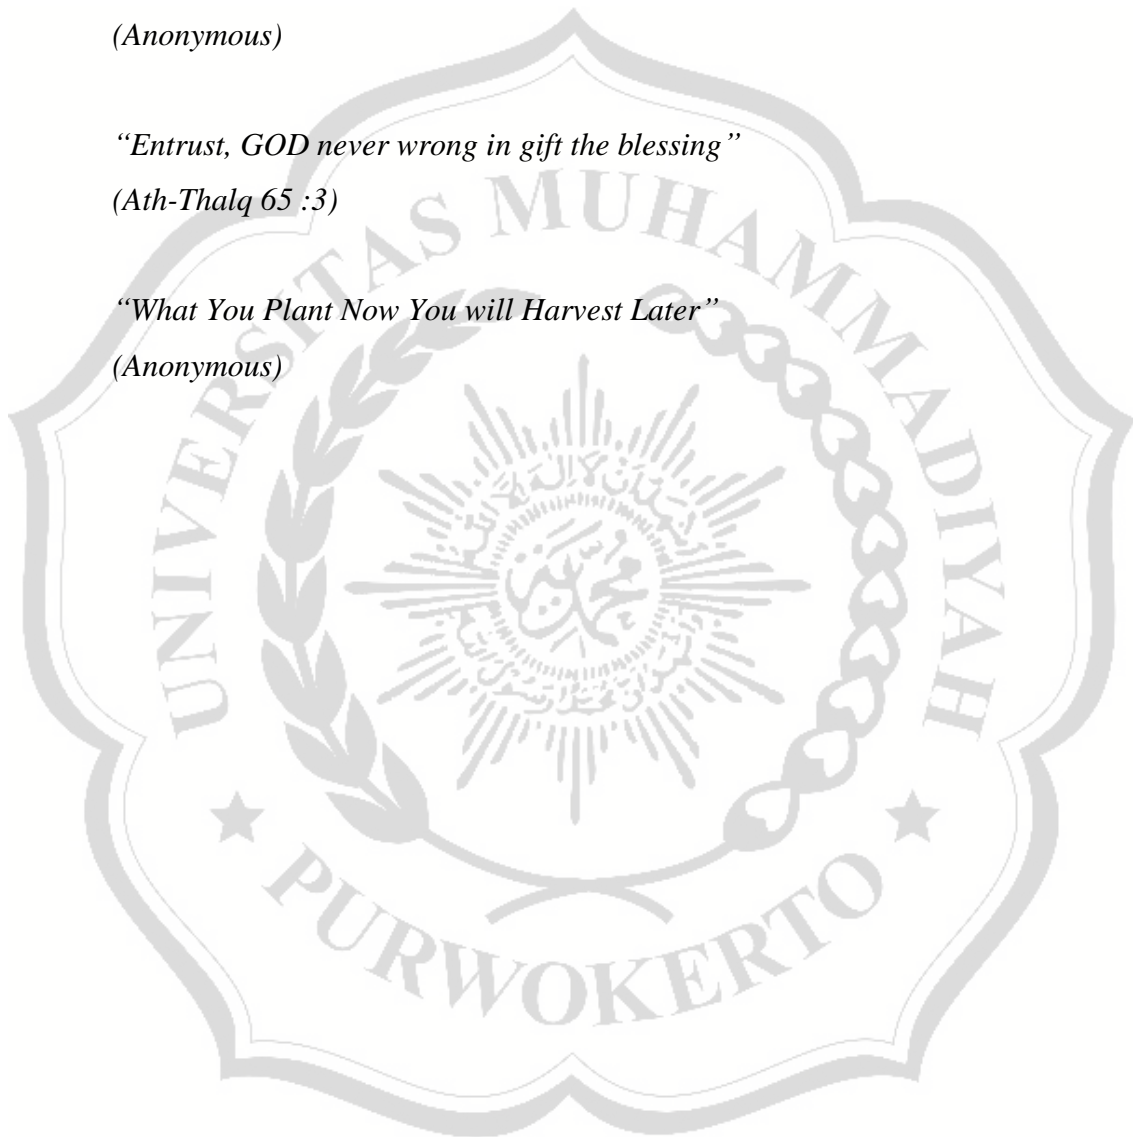 (Anonymous)
“Entrust, GOD never wrong in gift the blessing”
(Ath-Thalq 65 :3)
“What You Plant Now You will Harvest Later”
(Anonymous)
UNIVERSITAS MUHAMMADIYAH
PURWOKERTO
محمد